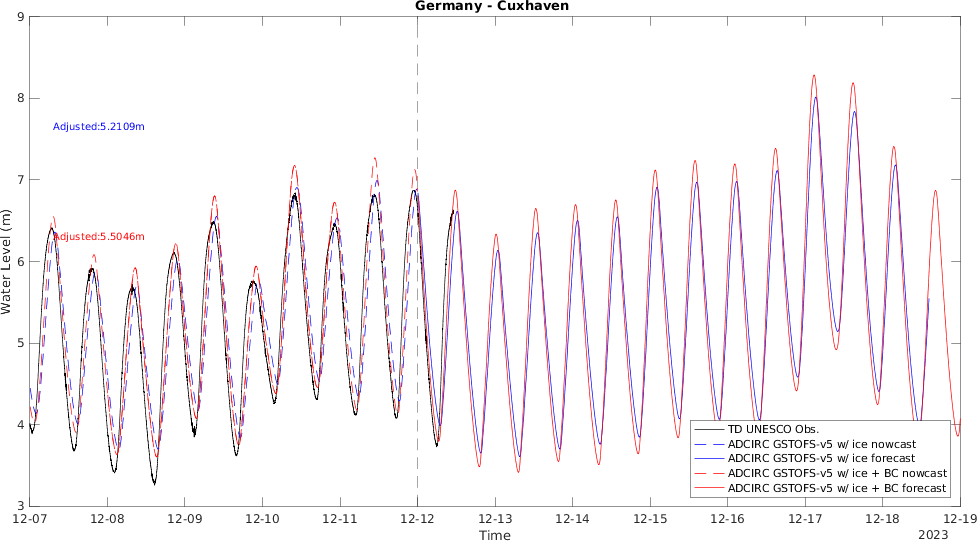 Germany - Cuxhaven
9
8
7
6
5
4
3
Water Level (m)
Adjusted:5.2109m
Adjusted:5.5046m
TD UNESCO Obs.
ADCIRC GSTOFS-v5 w/ ice nowcast
ADCIRC GSTOFS-v5 w/ ice forecast
ADCIRC GSTOFS-v5 w/ ice + BC nowcast
ADCIRC GSTOFS-v5 w/ ice + BC forecast
12-07 12-08 12-09 12-10 12-11 12-12 12-13 12-14 12-15 12-16 12-17 12-18 12-19
Time
2023